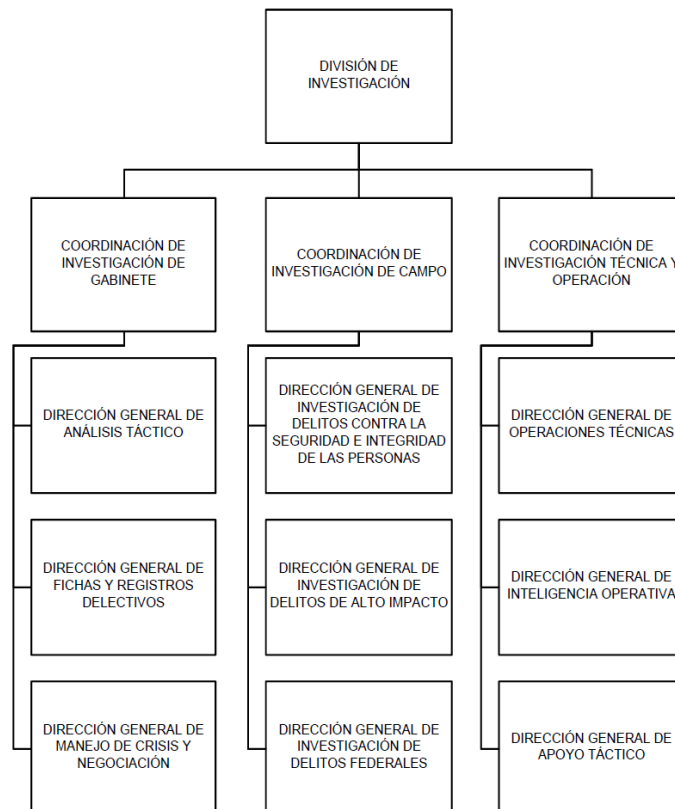 DIVISIÓN DE
INVESTIGACIÓN
COORDINACIÓN DE
INVESTIGACIÓN DE
GABINETE
COORDINACIÓN DE
INVESTIGACIÓN DE CAMPO
COORDINACIÓN DE
INVESTIGACIÓN TÉCNICA Y
OPERACIÓN
DIRECCIÓN GENERAL DE
ANÁLISIS TÁCTICO
DIRECCIÓN GENERAL DE
INVESTIGACIÓN DE
DELITOS CONTRA LA
SEGURIDAD E INTEGRIDAD
DE LAS PERSONAS
DIRECCIÓN GENERAL DE
OPERACIONES TÉCNICAS
DIRECCIÓN GENERAL DE
FICHAS Y REGISTROS
DELECTIVOS
DIRECCIÓN GENERAL DE
INVESTIGACIÓN DE
DELITOS DE ALTO IMPACTO
DIRECCIÓN GENERAL DE
INTELIGENCIA OPERATIVA
DIRECCIÓN GENERAL DE
MANEJO DE CRISIS Y
NEGOCIACIÓN
DIRECCIÓN GENERAL DE
INVESTIGACIÓN DE
DELITOS FEDERALES
DIRECCIÓN GENERAL DE
APOYO TÁCTICO